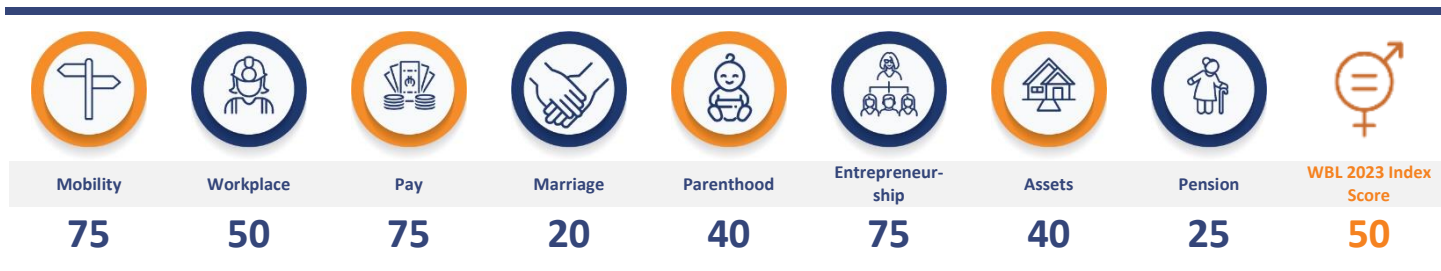 Mobility
Workplace
Pay
Marriage
Parenthood
Entrepreneur-
ship
Assets
Pension
WBL 2023 Index
Score
75
50
75
20
40
75
40
25
50